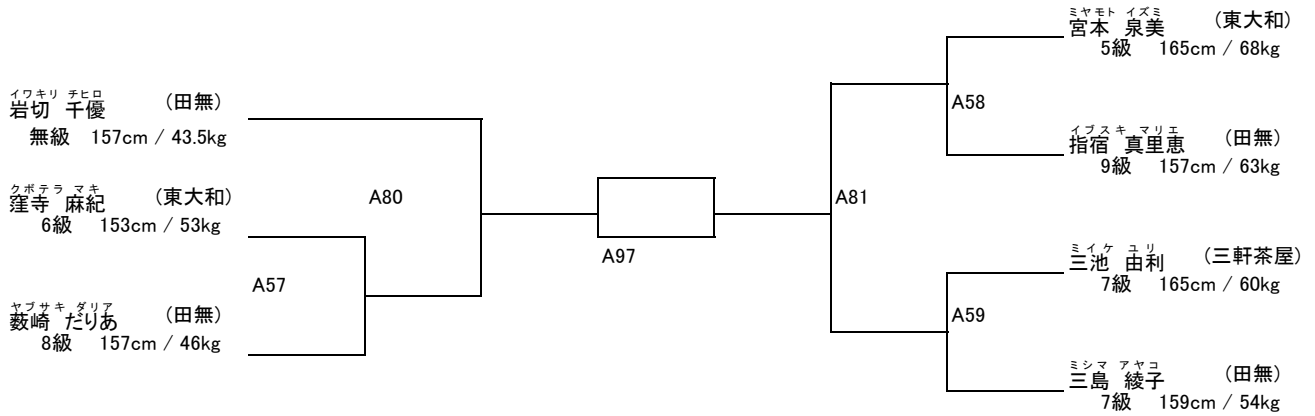 イワキリ チヒロ
岩切 千優 (田無)
無級 157cm / 43.5kg
クボテラ マキ
窪寺 麻紀 (東大和)
6級 153cm / 53kg
ヤブサキ ダリア
薮崎 だりあ (田無)
8級 157cm / 46kg
A57
A80
A97
ミヤモト イズミ
宮本 泉美 (東大和)
5級 165cm / 68kg
イブスキ マリエ
指宿 真里恵 (田無)
9級 157cm / 63kg
ミイケ ユリ
三池 由利 (三軒茶屋)
7級 165cm / 60kg
ミシマ アヤコ
三島 綾子 (田無)
7級 159cm / 54kg
A58
A81
A59